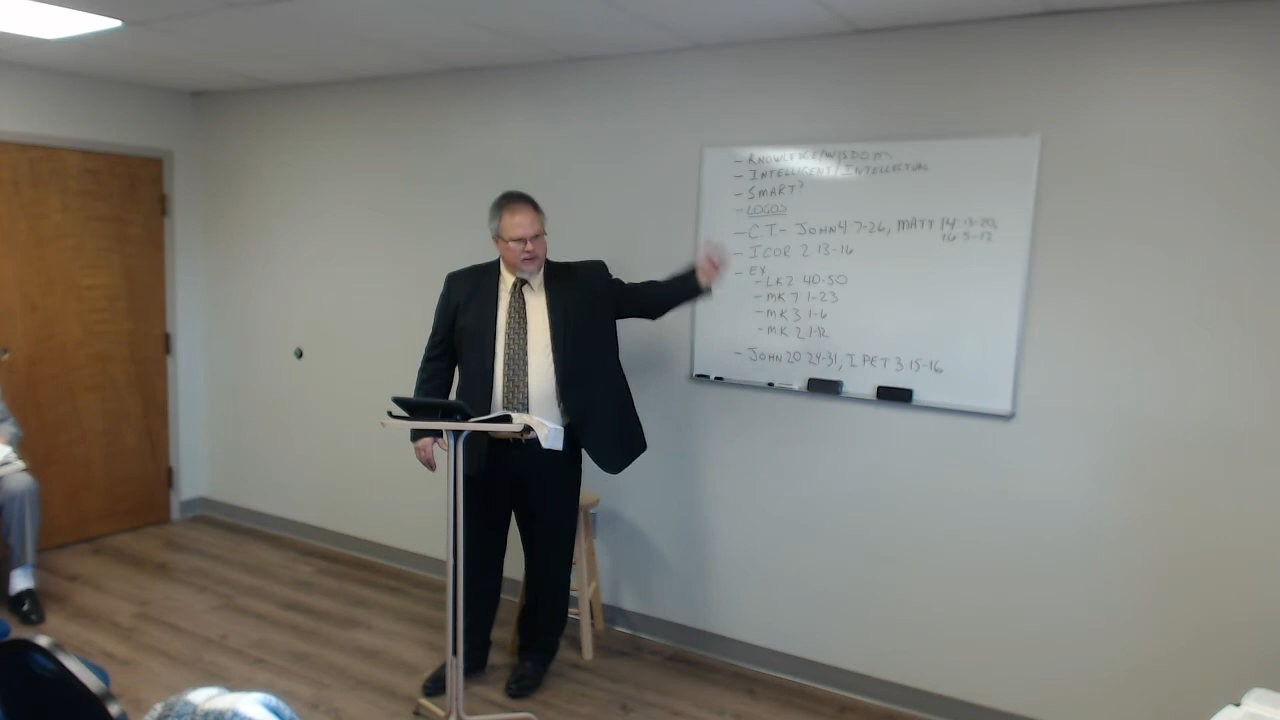 - KNOWLEDGE/WISDOM
- INTELLIGENT/INTELLECTUAL
- SMART?
- LOGOS
- C.T. - JOHN 4 7-26, MATT 14 13-20,
16 5-12
- I COR 2 13-16
- EX
- LK 2 40-50
- MK 7 1-23
- MK 3 1-6
- MK 2 1-12
- JOHN 20 24-31, I PET 3 15-16